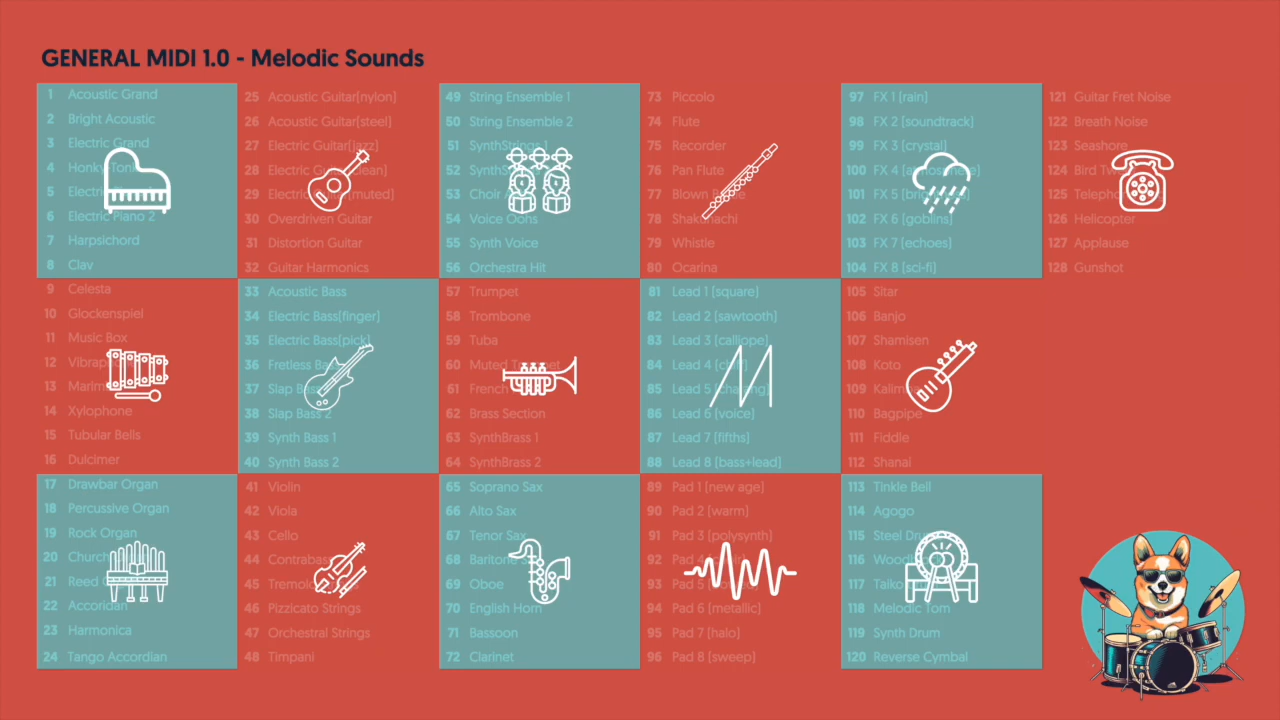 GENERAL MIDI 1.0 - Melodic Sounds
1 Acoustic Grand
2 Bright Acoustic
3 Electric Grand
4 Honky Tonk
5 Electric
6 Electric Piano 2
7 Harpsichord
8 Clav
9 Celesta
10 Glockenspiel
11 Music Box
12
13
14 Xylophone
15 Tubular Bells
16 Dulcimer
17 Drawbar Organ
18 Percussive Organ
19 Rock Organ
20 Church
21 Reed
22 Accoridan
23 Harmonica
24 Tango Accordian
25 Acoustic Guitar(nylon)
26 Acoustic Guitar(steel)
27 Electric Guitar(jazz)
28 Electric Guitar(clean)
29 Electric Guitar(muted)
30 Overdriven Guitar
31 Distortion Guitar
32 Guitar Harmonics
33 Acoustic Bass
34 Electric Bass(finger)
35 Electric Bass(pick)
36 Fretless Bass
37 Slap Bass
38 Slap Bass 2
39 Synth Bass 1
40 Synth Bass 2
41 Violin
42 Viola
43 Cello
44 Contrabass
45 Tremolo
46 Pizzicato Strings
47 Orchestral Strings
48 Timpani
49 String Ensemble 1
50 String Ensemble 2
51 SynthStrings 1
52
53 Choir
54 Voice Oohs
55 Synth Voice
56 Orchestra Hit
57 Trumpet
58 Trombone
59 Tuba
60 Muted Trumpet
61 French
62 Brass Section
63 SynthBrass 1
64 SynthBrass 2
65 Soprano Sax
66 Alto Sax
67 Tenor Sax
68 Baritone
69 Oboe
70 English Horn
71 Bassoon
72 Clarinet
73 Piccolo
74 Flute
75 Recorder
76 Pan Flute
77 Blown
78 Shakuhachi
79 Whistle
80 Ocarina
81 Lead 1 (square)
82 Lead 2 (sawtooth)
83 Lead 3 (calliope)
84 Lead 4
85 Lead 5
86 Lead 6 (voice)
87 Lead 7 (fifths)
88 Lead 8 (bass+lead)
89 Pad 1 (new age)
90 Pad 2 (warm)
91 Pad 3 (polysynth)
92 Pad 4
93 Pad 5
94 Pad 6 (metallic)
95 Pad 7 (halo)
96 Pad 8 (sweep)
97 FX 1 (rain)
98 FX 2 (soundtrack)
99 FX 3 (crystal)
100 FX 4 (atmosphere)
101 FX 5
102 FX 6 (goblins)
103 FX 7 (echoes)
104 FX 8 (sci-fi)
105 Sitar
106 Banjo
107 Shamisen
108 Koto
109
110 Bagpipe
111 Fiddle
112 Shanai
113 Tinkle Bell
114 Agogo
115 Steel
116
117 Taiko
118 Melodic Tom
119 Synth Drum
120 Reverse Cymbal
121 Guitar Fret Noise
122 Breath Noise
123 Seashore
124 Bird
125
126 Helicopter
127 Applause
128 Gunshot